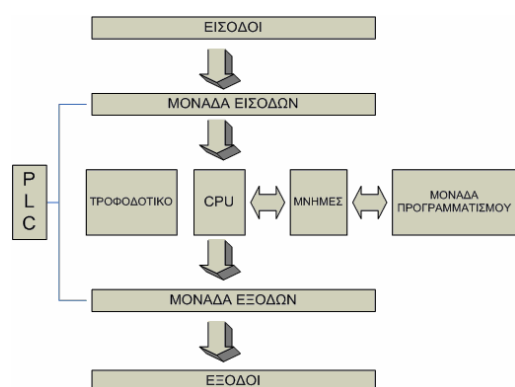 ΕΙΣΟΔΟΙ
ΜΟΝΑΔΑ ΕΙΣΟΔΩΝ
P
L
C
ΤΡΟΦΟΔΟΤΙΚΟ
CPU
ΜΝΗΜΕΣ
ΜΟΝΑΔΑ
ΠΡΟΓΡΑΜΜΑΤΙΣΜΟΥ
ΜΟΝΑΔΑ ΕΞΟΔΩΝ
ΕΞΟΔΟΙ